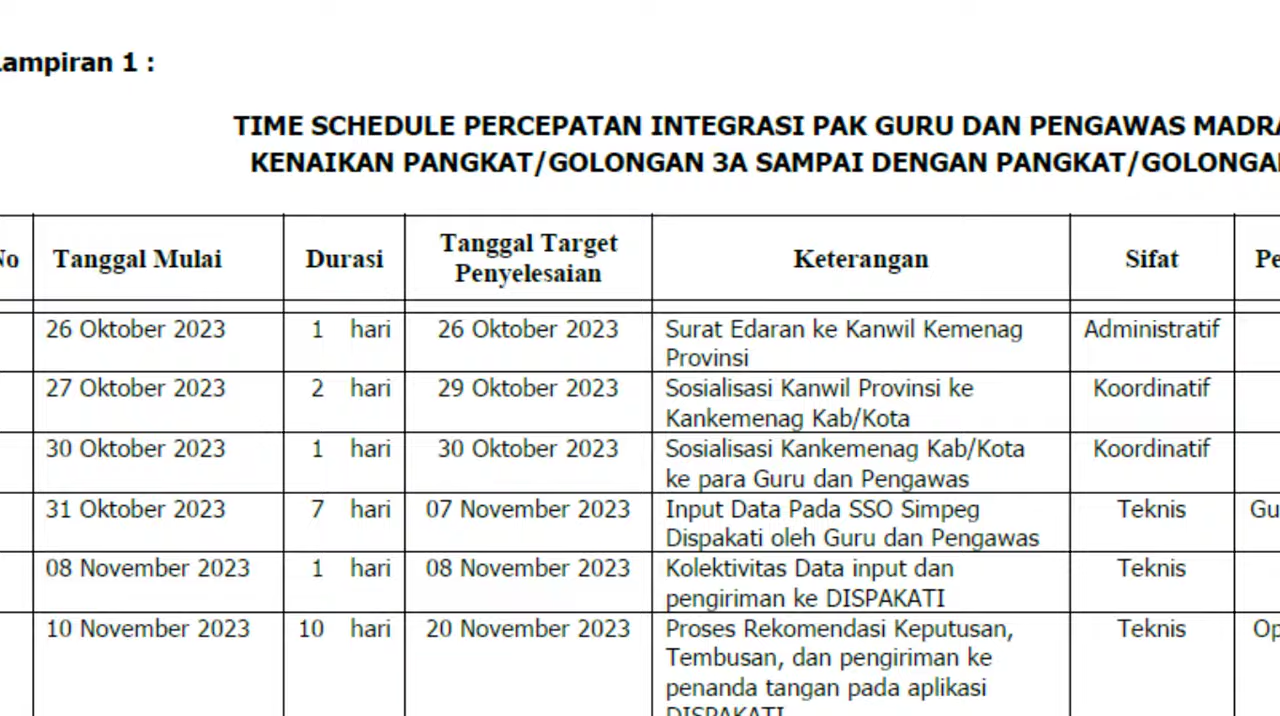 Lampiran 1 :
TIME SCHEDULE PERCEPATAN INTEGRASI PAK GURU DAN PENGAWAS
KENAIKAN PANGKAT/GOLONGAN 3A SAMPAI DENGAN
No Tanggal Mulai Durasi Tanggal Target Penyelesaian Keterangan Sifat
26 Oktober 2023 1 hari 26 Oktober 2023 Surat Edaran ke Kanwil Kemenag
Provinsi Administratif
27 Oktober 2023 2 hari 29 Oktober 2023 Sosialisasi Kanwil Provinsi ke
Kankemenag Kab/Kota Koordinatif
30 Oktober 2023 1 hari 30 Oktober 2023 Sosialisasi Kankemenag Kab/Kota
ke para Guru dan Pengawas Koordinatif
31 Oktober 2023 7 hari 07 November 2023 Input Data Pada SSO Simpeg
Dispakati oleh Guru dan Pengawas Teknis
08 November 2023 1 hari 08 November 2023 Kolektivitas Data input dan
pengiriman ke DISPAKATI Teknis
10 November 2023 10 hari 20 November 2023 Proses Rekomendasi Keputusan,
Tembusan, dan pengiriman ke
penanda tangan pada aplikasi
DISPAKATI Teknis